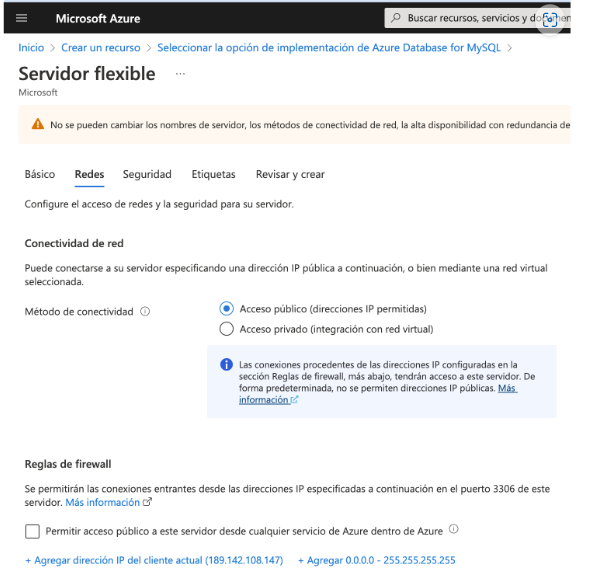 Microsoft Azure
Buscar recursos, servicios y
Inicio > Crear un recurso > Seleccionar la opción de implementación de Azure Database for MySQL >
Servidor flexible ...
Microsoft
No se pueden cambiar los nombres de servidor, los métodos de conectividad de red, la alta disponibilidad con redundancia de
Básico Redes Seguridad Etiquetas Revisar y crear
Configure el acceso de redes y la seguridad para su servidor.
Conectividad de red
Puede conectarse a su servidor especificando una dirección IP pública a continuación, o bien mediante una red virtual
seleccionada.
Método de conectividad
Acceso público (direcciones IP permitidas)
Acceso privado (integración con red virtual)
Las conexiones procedentes de las direcciones IP configuradas en la
sección Reglas de firewall, más abajo, tendrán acceso a este servidor. De
forma predeterminada, no se permiten direcciones IP públicas. Más
información
Reglas de firewall
Se permitirán las conexiones entrantes desde las direcciones IP especificadas a continuación en el puerto 3306 de este
servidor. Más información
Permitir acceso público a este servidor desde cualquier servicio de Azure dentro de Azure
+ Agregar dirección IP del cliente actual (189.142.108.147) + Agregar 0.0.0.0 - 255.255.255.255